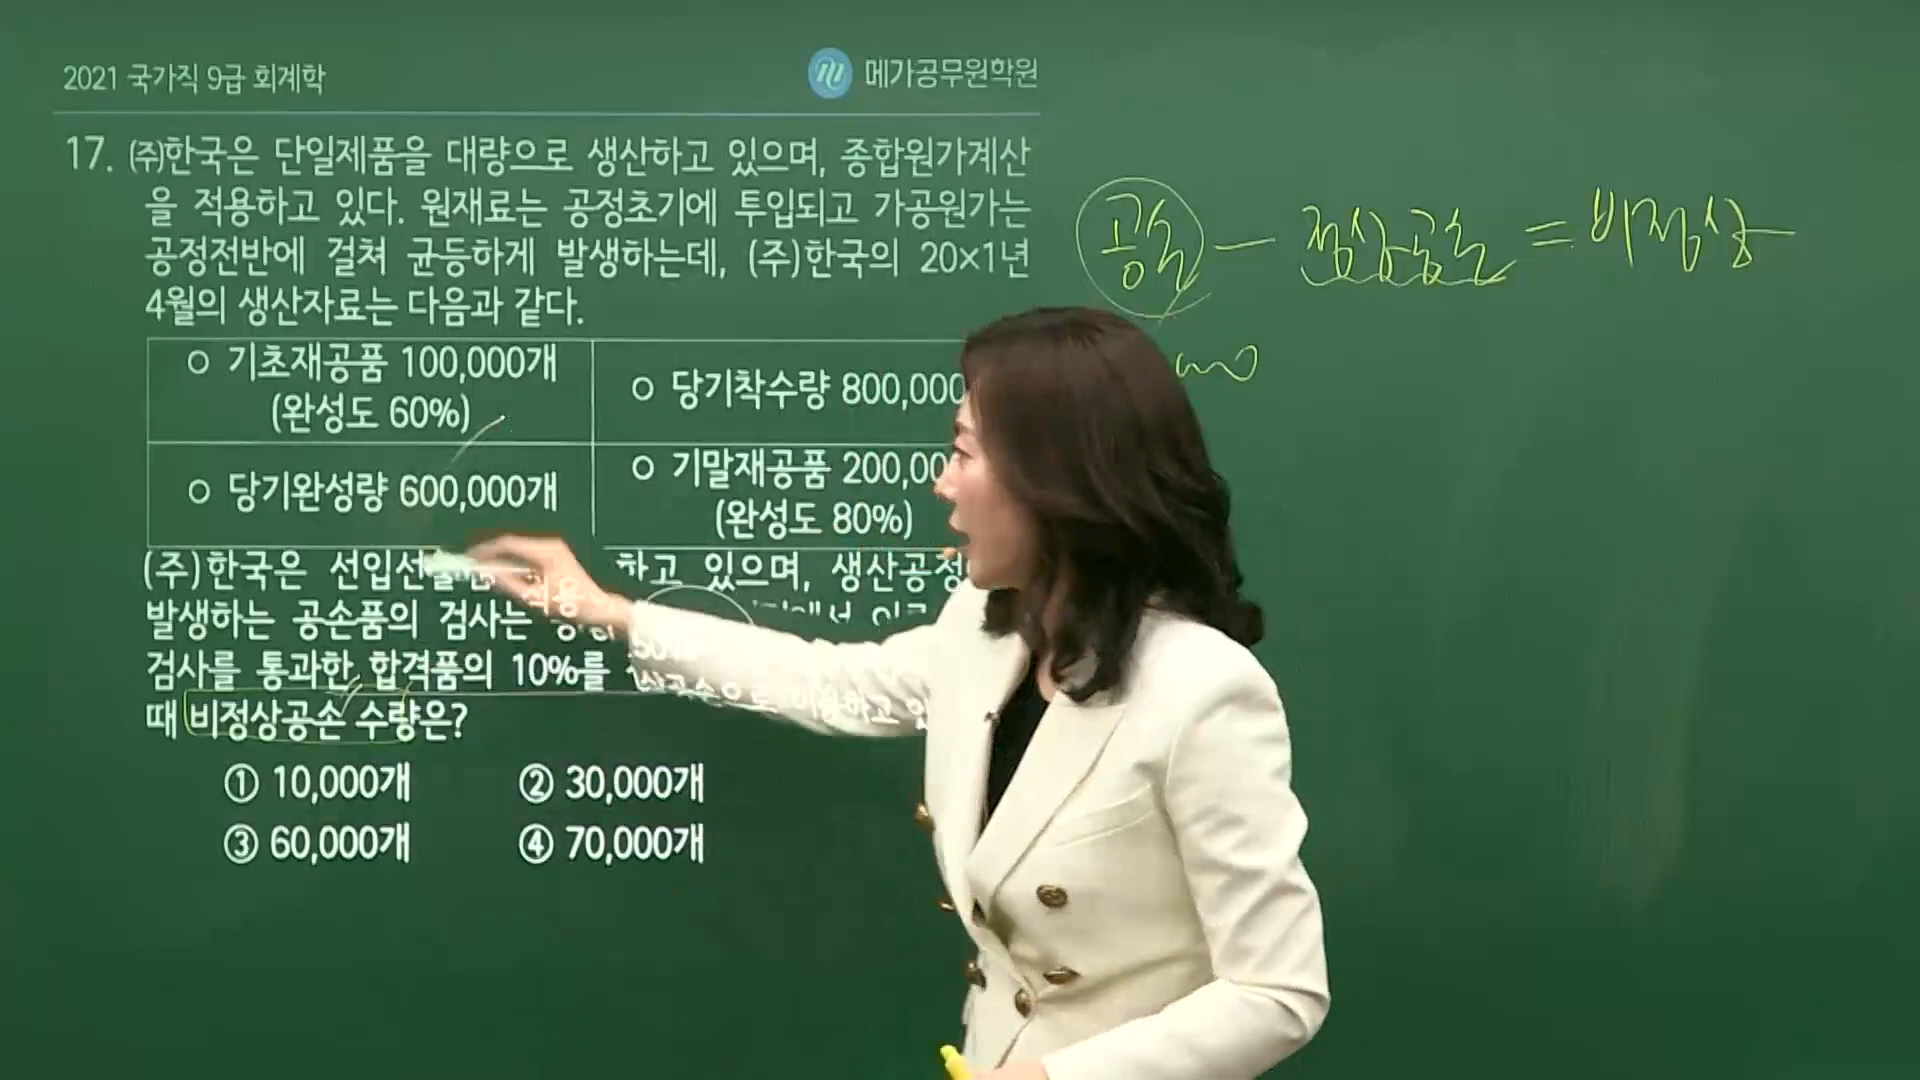 2021 국가직 9급 회계학
메가공무원학원
17. ㈜한국은 단일제품을 대량으로 생산하고 있으며, 종합원가계산
을 적용하고 있다. 원재료는 공정초기에 투입되고 가공원가는
공정전반에 걸쳐 균등하게 발생하는데, (주)한국의 20×1년
4월의 생산자료는 다음과 같다.
○ 기초재공품 100,000개
(완성도 60%)
○ 당기착수량 800,000
○ 당기완성량 600,000개
○ 기말재공품 200,00
(완성도 80%)
(주)한국은 하고 있으며, 생산공정
발생하는 공손품의 검사는
검사를 통과한 합격품의 10%를
때 비정상공손 수량은?
① 10,000개 ② 30,000개
③ 60,000개 ④ 70,000개
공손 - 정상공손 = 비정상